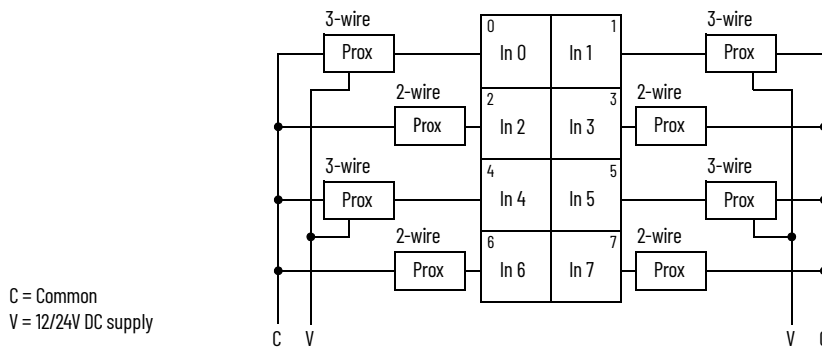 3-wire
3-wire
0
1
Prox
In 0
In 1
Prox
2-wire
2-wire
2
3
Prox
In 2
In 3
Prox
3-wire
3-wire
4
5
Prox
In 4
In 5
Prox
2-wire
2-wire
6
7
Prox
In 6
In 7
Prox
C = Common
V = 12/24V DC supply
C V
V